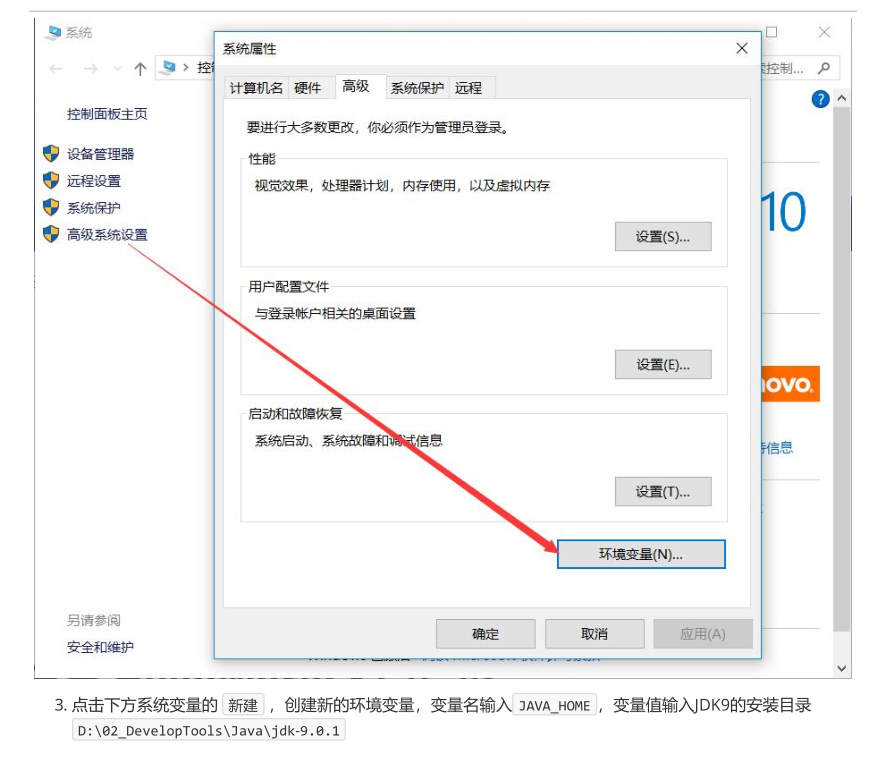 系统
系统属性
控
控制...
计算机名 硬件 高级 系统保护 远程
控制面板主页
要进行大多数更改，你必须作为管理员登录。
设备管理器
性能
远程设置
视觉效果，处理器计划，内存使用，以及虚拟内存
系统保护
10
高级系统设置
设置(S)...
用户配置文件
与登录帐户相关的桌面设置
设置(E)...
novo.
启动和故障恢复
系统启动、系统故障和调试信息
信息
设置(T)...
环境变量(N)...
另请参阅
确定 取消 应用(A)
安全和维护
3. 点击下方系统变量的 新建 ，创建新的环境变量，变量名输入 JAVA_HOME ，变量值输入JDK9的安装目录
D:\02_DevelopTools\Java\jdk-9.0.1